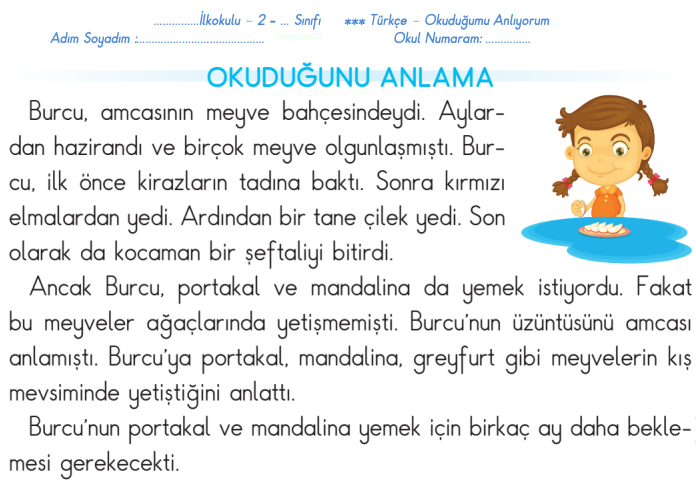 ...............İlkokulu – 2 - ... Sınıfı *** Türkçe – Okuduğumu Anlıyorum
Adım Soyadım :.......................................... Okul Numaram: ...............
OKUDUĞUNU ANLAMA
Burcu, amcasının meyve bahçesindeydi. Aylar-
dan hazirandı ve birçok meyve olgunlaşmıştı. Bur-
cu, ilk önce kirazların tadına baktı. Sonra kırmızı
elmalardan yedi. Ardından bir tane çilek yedi. Son
olarak da kocaman bir şeftaliyi bitirdi.
Ancak Burcu, portakal ve mandalina da yemek istiyordu. Fakat
bu meyveler ağaçlarında yetişmemişti. Burcu'nun üzüntüsünü amcası
anlamıştı. Burcu'ya portakal, mandalina, greyfurt gibi meyvelerin kış
mevsiminde yetiştiğini anlattı.
Burcu'nun portakal ve mandalina yemek için birkaç ay daha bekle-
mesi gerekecekti.